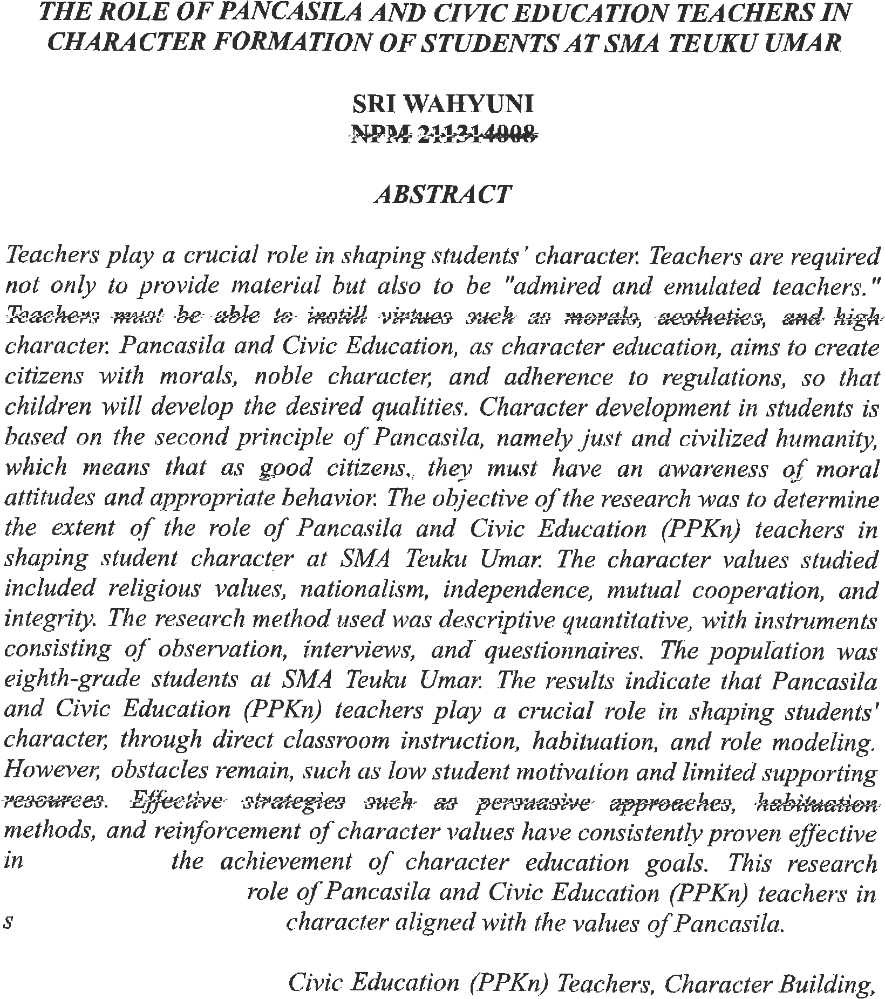 THE ROLE OF PANCASILA AND CIVIC EDUCATION TEACHERS IN
CHARACTER FORMATION OF STUDENTS AT SMA TEUKU UMAR
SRI WAHYUNI
NPM 211314008
ABSTRACT
Teachers play a crucial role in shaping students' character. Teachers are required
not only to provide material but also to be "admired and emulated teachers."
Teachers must be able to instill virtues such as morals, aesthetics, and high
character. Pancasila and Civic Education, as character education, aims to create
citizens with morals, noble character, and adherence to regulations, so that
children will develop the desired qualities. Character development in students is
based on the second principle of Pancasila, namely just and civilized humanity,
which means that as good citizens, they must have an awareness of moral
attitudes and appropriate behavior. The objective of the research was to determine
the extent of the role of Pancasila and Civic Education (PPKn) teachers in
shaping student character at SMA Teuku Umar. The character values studied
included religious values, nationalism, independence, mutual cooperation, and
integrity. The research method used was descriptive quantitative, with instruments
consisting of observation, interviews, and questionnaires. The population was
eighth-grade students at SMA Teuku Umar. The results indicate that Pancasila
and Civic Education (PPKn) teachers play a crucial role in shaping students'
character, through direct classroom instruction, habituation, and role modeling.
However, obstacles remain, such as low student motivation and limited supporting
resources. Effective strategies such as persuasive approaches, habituation
methods, and reinforcement of character values have consistently proven effective
in the achievement of character education goals. This research
role of Pancasila and Civic Education (PPKn) teachers in
s character aligned with the values of Pancasila.
Civic Education (PPKn) Teachers, Character Building,